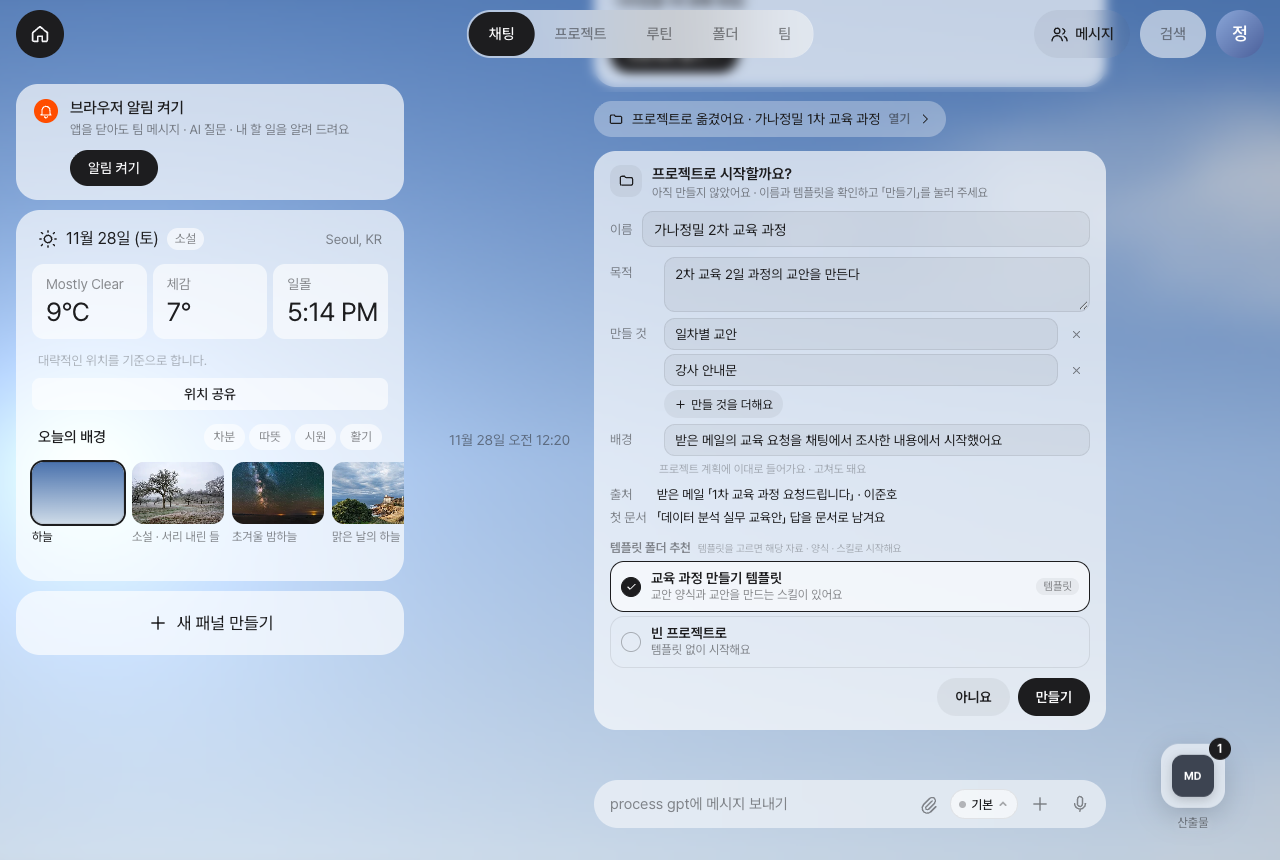 채팅
프로젝트
루틴
폴더
팀
메시지
검색
정
브라우저 알림 켜기
앱을 닫아도 팀 메시지 · AI 질문 · 내 할 일을 알려 드려요
알림 켜기
11월 28일 (토)
소설
Seoul, KR
Mostly Clear
9°C
체감
7°
일몰
5:14 PM
대략적인 위치를 기준으로 합니다.
위치 공유
오늘의 배경
차분
따뜻
시원
활기
하늘
소설 · 서리 내린 들
초겨울 밤하늘
맑은 날의 하늘
새 패널 만들기
11월 28일 오전 12:20
프로젝트로 옮겼어요 · 가나정밀 1차 교육 과정 열기
프로젝트로 시작할까요?
아직 만들지 않았어요 · 이름과 템플릿을 확인하고 「만들기」를 눌러 주세요
이름
가나정밀 2차 교육 과정
목적
2차 교육 2일 과정의 교안을 만든다
만들 것
일차별 교안
강사 안내문
만들 것을 더해요
배경
받은 메일의 교육 요청을 채팅에서 조사한 내용에서 시작했어요
프로젝트 계획에 이대로 들어가요 · 고쳐도 돼요
출처
받은 메일 「1차 교육 과정 요청드립니다」 · 이준호
첫 문서
「데이터 분석 실무 교육안」 답을 문서로 남겨요
템플릿 폴더 추천
템플릿을 고르면 해당 자료 · 양식 · 스킬로 시작해요
교육 과정 만들기 템플릿
교안 양식과 교안을 만드는 스킬이 있어요
템플릿
빈 프로젝트로
템플릿 없이 시작해요
아니요
만들기
process gpt에 메시지 보내기
기본
1
MD
산출물